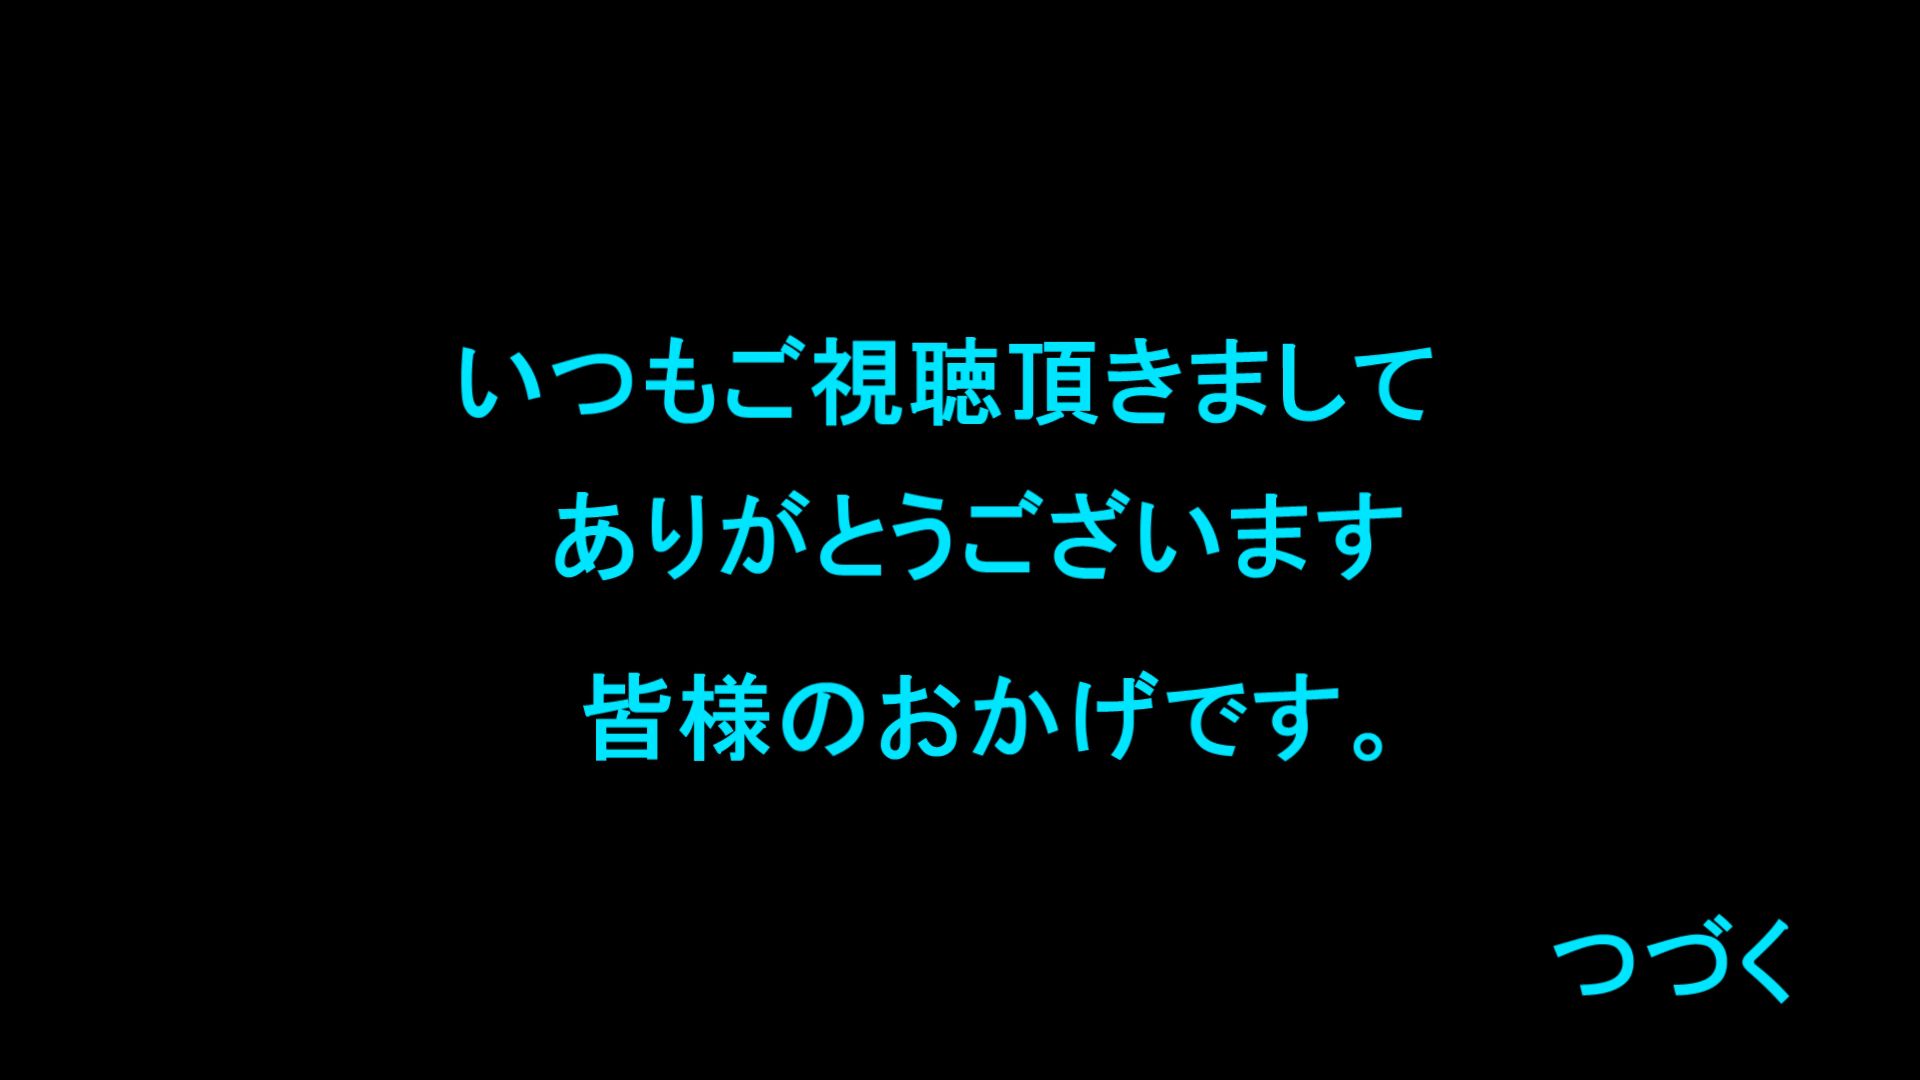 いつもご視聴頂きまして
ありがとうございます
皆様のおかげです。
つづく